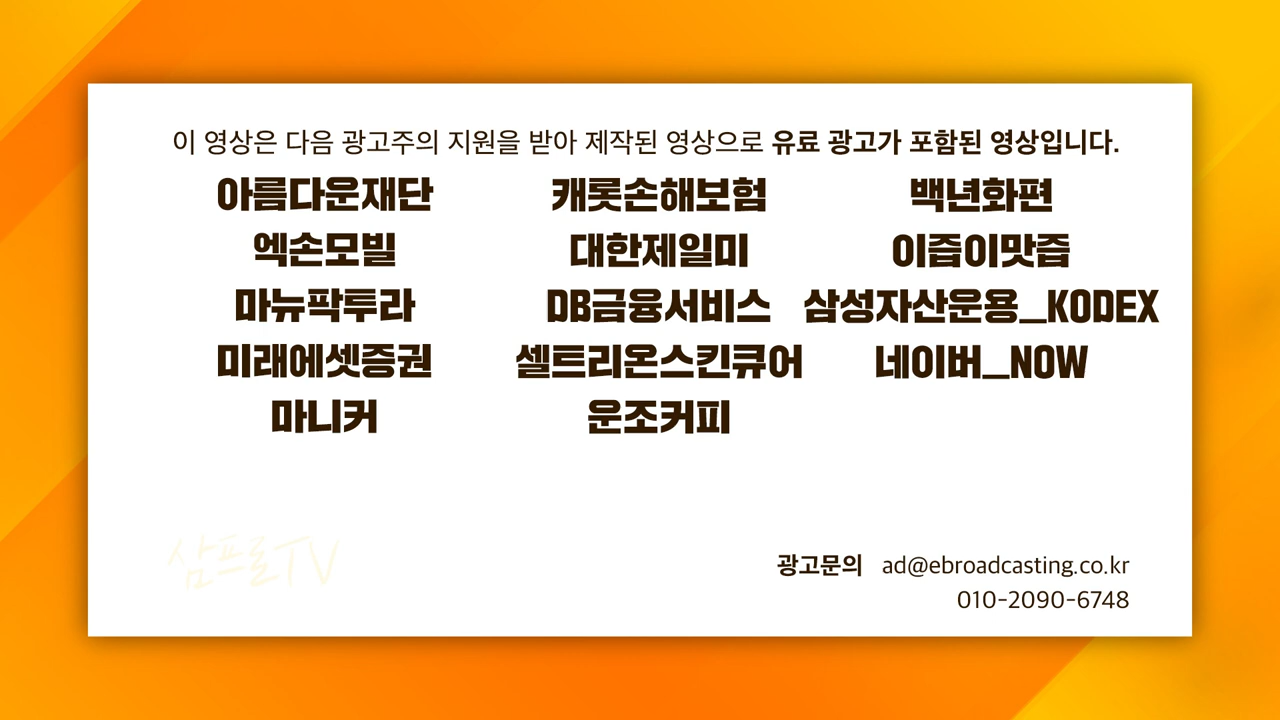 이 영상은 다음 광고주의 지원을 받아 제작된 영상으로 유료 광고가 포함된 영상입니다.
아름다운재단 캐롯손해보험 백년화편
엑손모빌 대한제일미 이즙이맛즙
마뉴팍투라 DB금융서비스 삼성자산운용_KODEX
미래에셋증권 셀트리온스킨큐어 네이버_NOW
마니커 운조커피
삼프로TV
광고문의 ad@ebroadcasting.co.kr
010-2090-6748